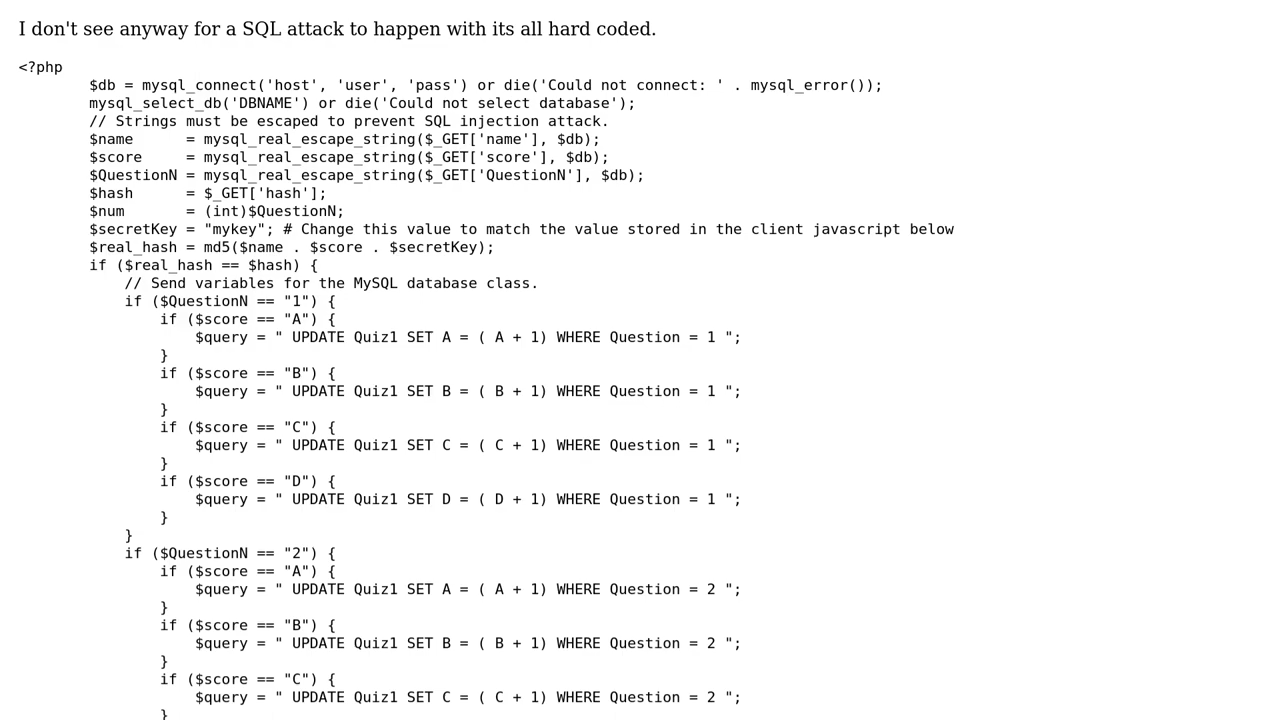 I don't see anyway for a SQL attack to happen with its all hard coded.
<?php
        $db = mysql_connect('host', 'user', 'pass') or die('Could not connect: ' . mysql_error());
        mysql_select_db('DBNAME') or die('Could not select database');
        // Strings must be escaped to prevent SQL injection attack.
        $name      = mysql_real_escape_string($_GET['name'], $db);
        $score     = mysql_real_escape_string($_GET['score'], $db);
        $QuestionN = mysql_real_escape_string($_GET['QuestionN'], $db);
        $hash      = $_GET['hash'];
        $num       = (int)$QuestionN;
        $secretKey = "mykey"; # Change this value to match the value stored in the client javascript below
        $real_hash = md5($name . $score . $secretKey);
        if ($real_hash == $hash) {
            // Send variables for the MySQL database class.
            if ($QuestionN == "1") {
                if ($score == "A") {
                    $query = " UPDATE Quiz1 SET A = ( A + 1) WHERE Question = 1 ";
                }
                if ($score == "B") {
                    $query = " UPDATE Quiz1 SET B = ( B + 1) WHERE Question = 1 ";
                }
                if ($score == "C") {
                    $query = " UPDATE Quiz1 SET C = ( C + 1) WHERE Question = 1 ";
                }
                if ($score == "D") {
                    $query = " UPDATE Quiz1 SET D = ( D + 1) WHERE Question = 1 ";
                }
            }
            if ($QuestionN == "2") {
                if ($score == "A") {
                    $query = " UPDATE Quiz1 SET A = ( A + 1) WHERE Question = 2 ";
                }
                if ($score == "B") {
                    $query = " UPDATE Quiz1 SET B = ( B + 1) WHERE Question = 2 ";
                }
                if ($score == "C") {
                    $query = " UPDATE Quiz1 SET C = ( C + 1) WHERE Question = 2 ";
                }